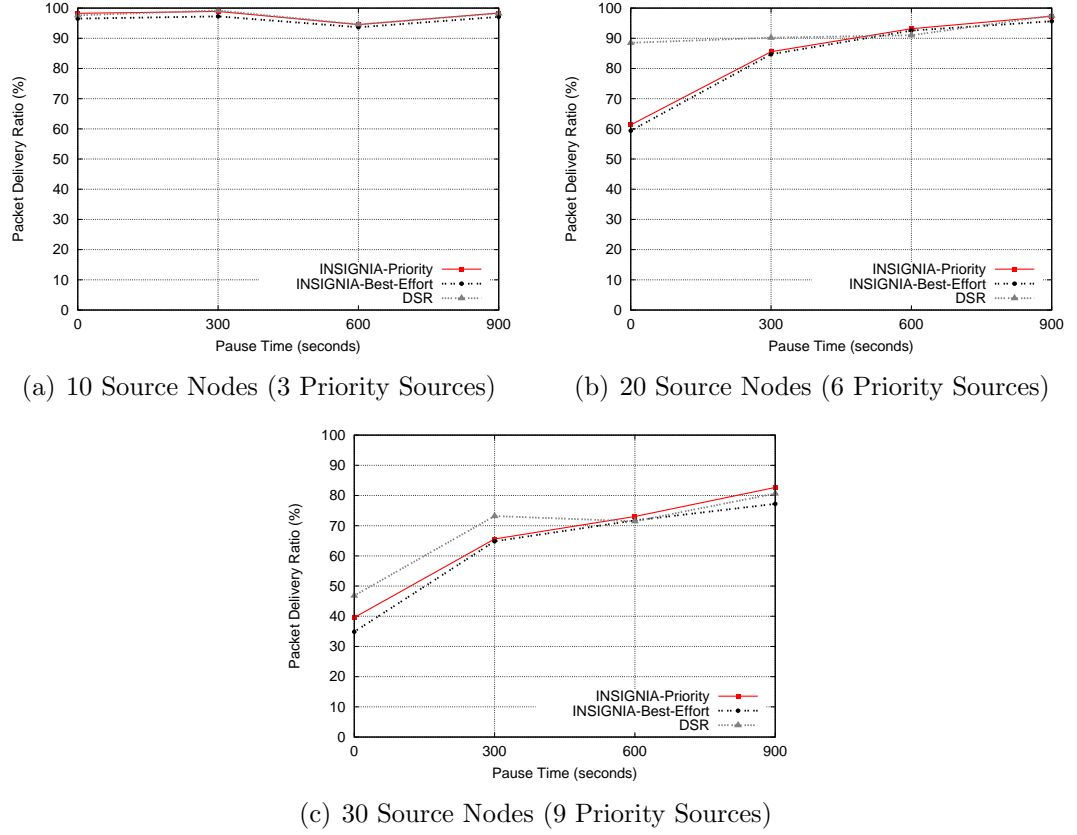 100
90
80
70
60
50
40
30
20
10
0
Packet Delivery Ratio (%)
INSIGNIA-Priority
INSIGNIA-Best-Effort
DSR
0 300 600 900
Pause Time (seconds)
(a) 10 Source Nodes (3 Priority Sources)
100
90
80
70
60
50
40
30
20
10
0
Packet Delivery Ratio (%)
INSIGNIA-Priority
INSIGNIA-Best-Effort
DSR
0 300 600 900
Pause Time (seconds)
(b) 20 Source Nodes (6 Priority Sources)
100
90
80
70
60
50
40
30
20
10
0
Packet Delivery Ratio (%)
INSIGNIA-Priority
INSIGNIA-Best-Effort
DSR
0 300 600 900
Pause Time (seconds)
(c) 30 Source Nodes (9 Priority Sources)